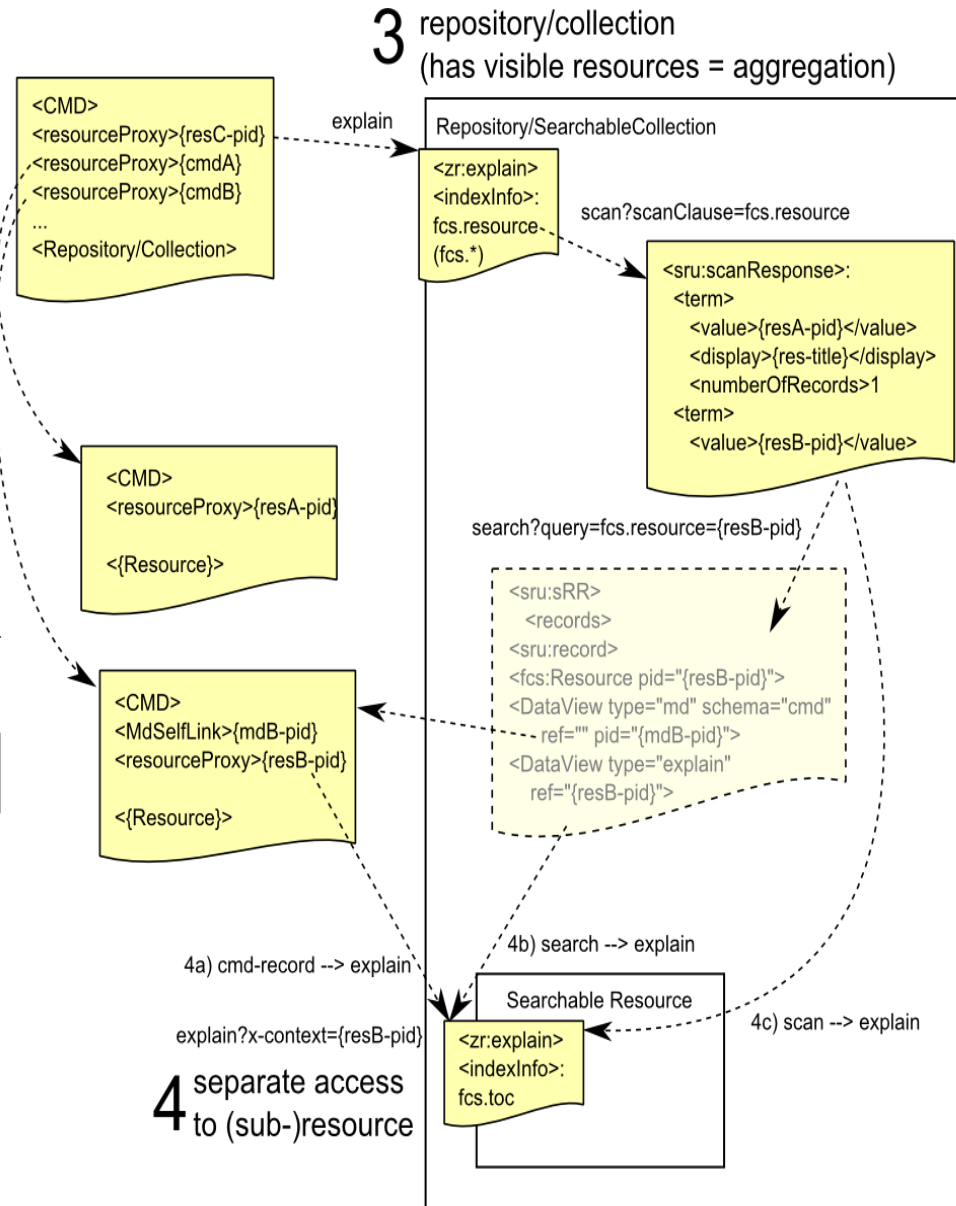 3 repository/collection
(has visible resources = aggregation)
<CMD>
<resourceProxy>{resC-pid}
<resourceProxy>{cmdA}
<resourceProxy>{cmdB}
...
<Repository/Collection>
explain
Repository/SearchableCollection
<zr:explain>
<indexInfo>:
fcs.resource
(fcs.*)
scan?scanClause=fcs.resource
<sru:scanResponse>:
<term>
<value>{resA-pid}</value>
<display>{res-title}</display>
<numberOfRecords>1
<term>
<value>{resB-pid}</value>
<CMD>
<resourceProxy>{resA-pid}
<{Resource}>
search?query=fcs.resource={resB-pid}
<sru:sRR>
<records>
<sru:record>
<fcs:Resource pid="{resB-pid}">
<DataView type="md" schema="cmd"
ref="" pid="{mdB-pid}">
<DataView type="explain"
ref="{resB-pid}">
<CMD>
<MdSelfLink>{mdB-pid}
<resourceProxy>{resB-pid}
<{Resource}>
4a) cmd-record --> explain
4b) search --> explain
4c) scan --> explain
explain?x-context={resB-pid}
Searchable Resource
<zr:explain>
<indexInfo>:
fcs.toc
4 separate access
to (sub-)resource